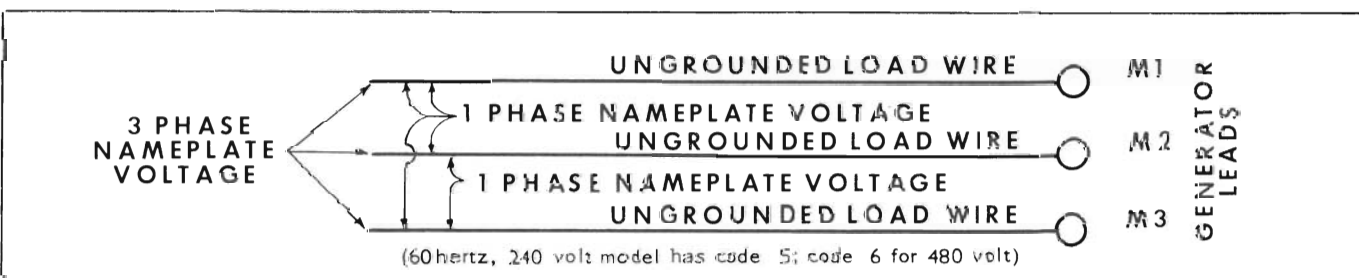 UNGROUNDED LOAD WIRE
M1
1 PHASE NAMEPLATE VOLTAGE
3 PHASE
NAMEPLATE
VOLTAGE
UNGROUNDED LOAD WIRE
M2
1 PHASE NAMEPLATE VOLTAGE
UNGROUNDED LOAD WIRE
M3
GENERATOR
LEADS
(60 hertz, 240 volt model has code 5; code 6 for 480 volt)